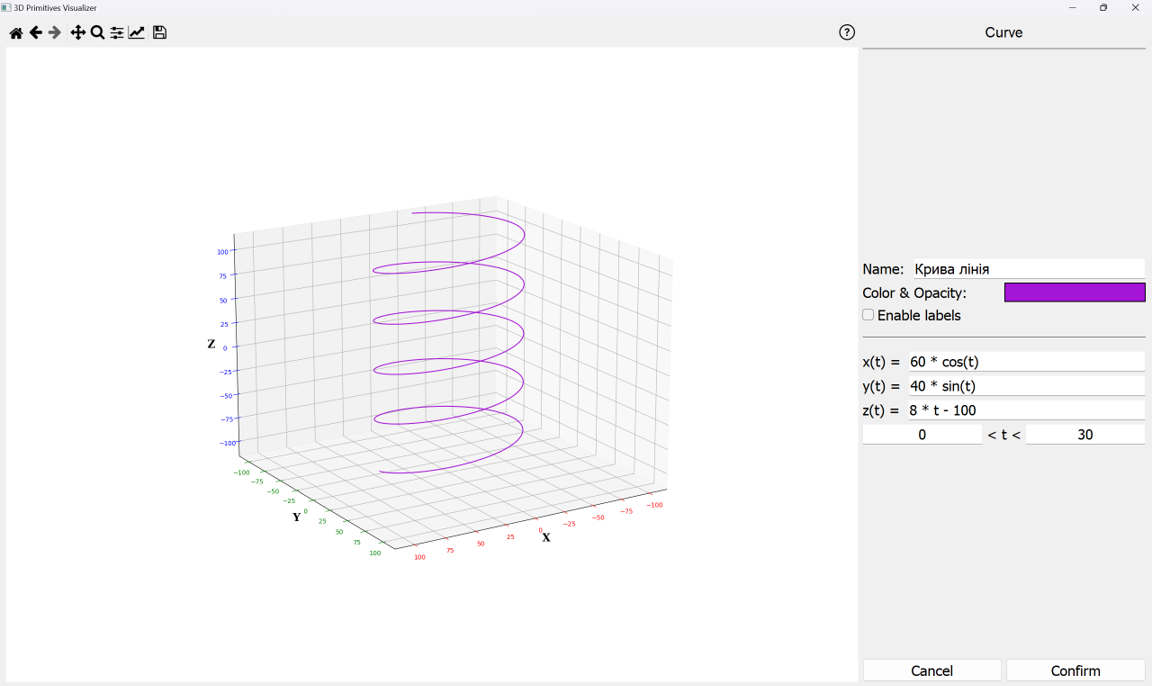 3D Primitives Visualizer
Curve
Name: Крива лінія
Color & Opacity:
Enable labels
x(t) = 60 * cos(t)
y(t) = 40 * sin(t)
z(t) = 8 * t - 100
0 < t < 30
Cancel
Confirm
Z
100
75
50
25
0
−25
−50
−75
−100
Y
−100
−75
−50
−25
0
25
50
75
100
X
100
75
50
25
0
−25
−50
−75
−100